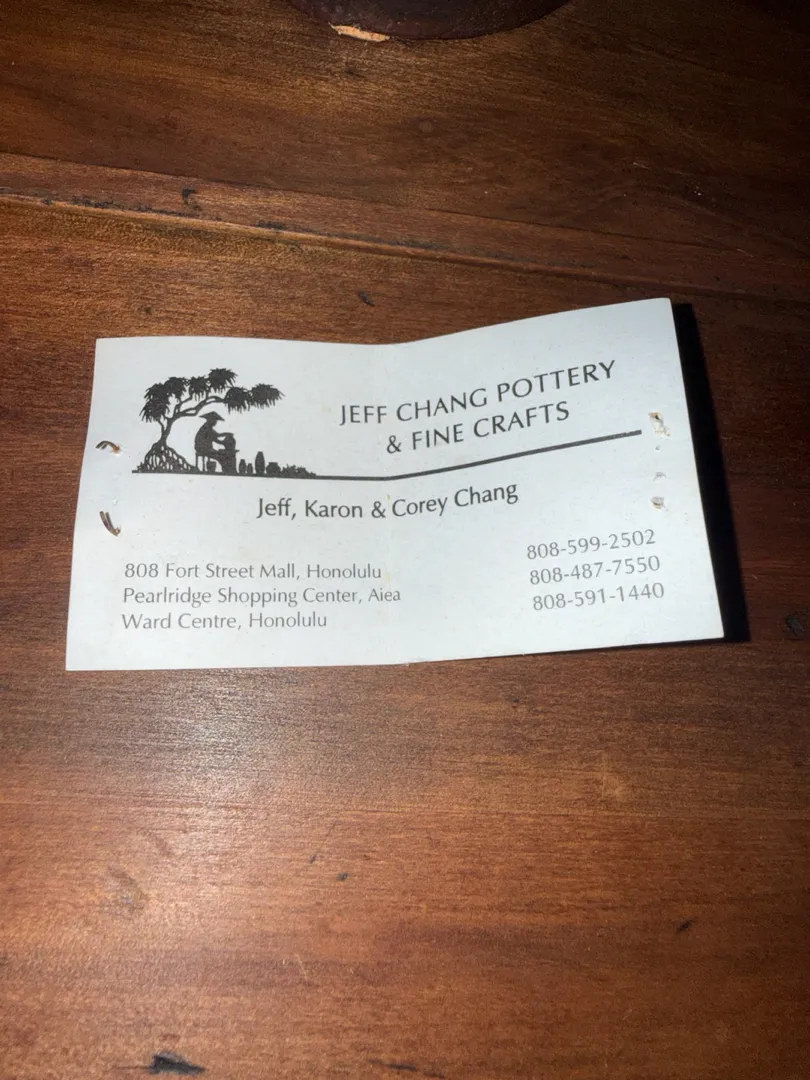 JEFF CHANG POTTERY
& FINE CRAFTS
Jeff, Karon & Corey Chang
808 Fort Street Mall, Honolulu 808-599-2502
Pearlridge Shopping Center, Aiea 808-487-7550
Ward Centre, Honolulu 808-591-1440